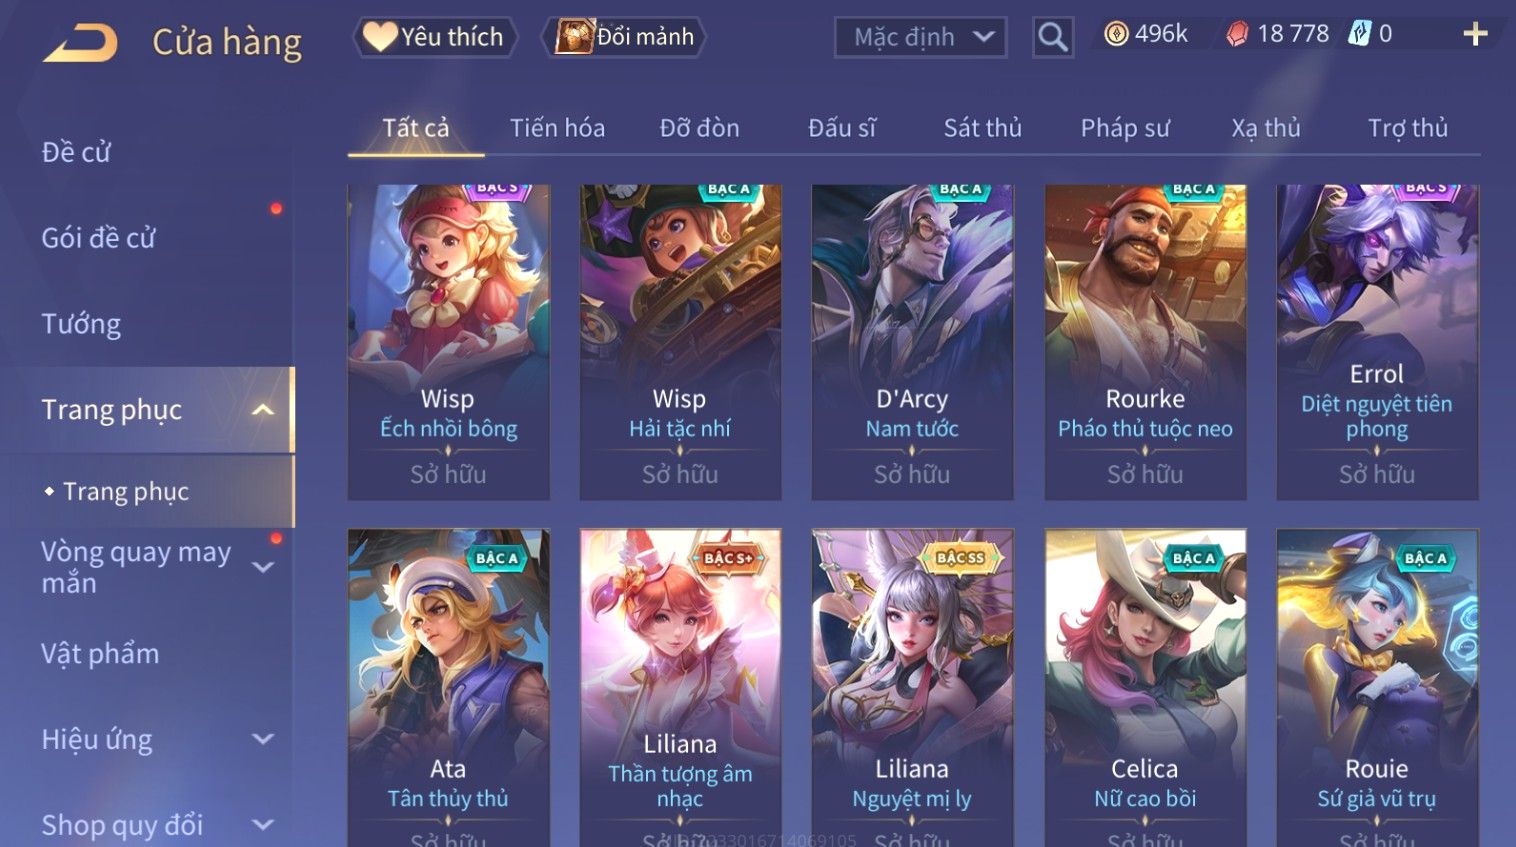 Cửa hàng
Yêu thích
Đổi mảnh
Mặc định
496k
18 778
0
Tất cả
Tiến hóa
Đỡ đòn
Đấu sĩ
Sát thủ
Pháp sư
Xạ thủ
Trợ thủ
Đề cử
Gói đề cử
Tướng
Trang phục
Trang phục
Vòng quay may
mắn
Vật phẩm
Hiệu ứng
Shop quy đổi
BẬC S
Wisp
Ếch nhồi bông
Sở hữu
BẬC A
Wisp
Hải tặc nhí
Sở hữu
BẬC A
D'Arcy
Nam tước
Sở hữu
BẬC A
Rourke
Pháo thủ tuộc neo
Sở hữu
BẬC S
Errol
Diệt nguyệt tiên
phong
Sở hữu
BẬC A
Ata
Tân thủy thủ
Sở hữu
BẬC S+
Liliana
Thần tượng âm
nhạc
Sở hữu
BẬC SS
Liliana
Nguyệt mị ly
Sở hữu
BẬC A
Celica
Nữ cao bồi
Sở hữu
BẬC A
Rouie
Sứ giả vũ trụ
Sở hữu